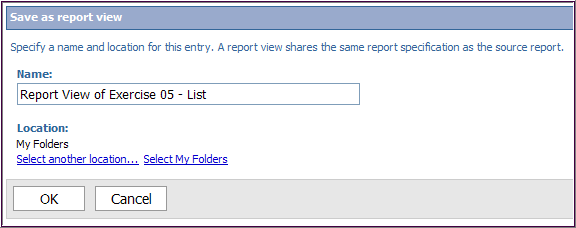 Save as report view
Specify a name and location for this entry. A report view shares the same report specification as the source report.
Name:
Report View of Exercise 05 - List
Location:
My Folders
Select another location... Select My Folders
OK Cancel